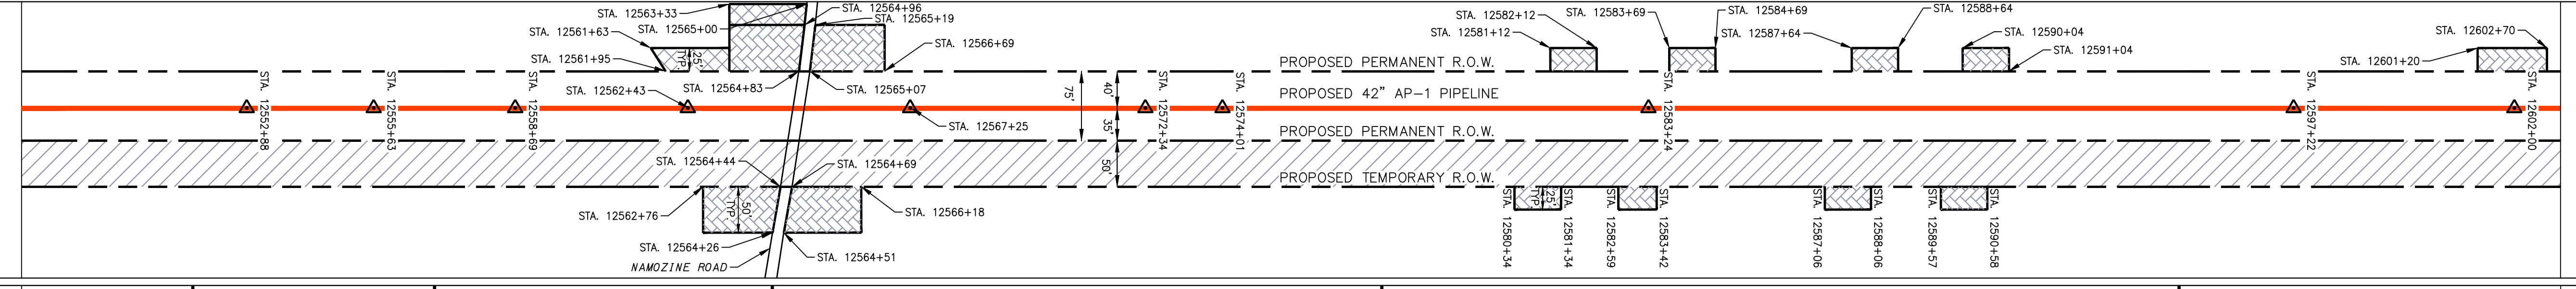 STA. 12563+33
STA. 12564+96
STA. 12565+19
STA. 12565+00
STA. 12561+63
STA. 12561+95
25'
TYP.
STA. 12566+69
STA. 12562+43
STA. 12564+83
STA. 12565+07
STA. 12567+25
STA. 12552+88
STA. 12555+63
STA. 12558+69
75'
40'
35'
50'
STA. 12572+34
STA. 12574+01
PROPOSED PERMANENT R.O.W.
PROPOSED 42" AP-1 PIPELINE
PROPOSED PERMANENT R.O.W.
PROPOSED TEMPORARY R.O.W.
STA. 12582+12
STA. 12581+12
STA. 12583+69
STA. 12584+69
STA. 12587+64
STA. 12588+64
STA. 12590+04
STA. 12591+04
STA. 12602+70
STA. 12601+20
STA. 12583+24
STA. 12597+22
STA. 12602+00
STA. 12564+44
STA. 12564+69
STA. 12562+76
50'
TYP.
STA. 12566+18
STA. 12564+26
STA. 12564+51
NAMOZINE ROAD
STA. 12580+34
25'
TYP.
STA. 12581+34
STA. 12582+59
STA. 12583+42
STA. 12587+06
STA. 12588+06
STA. 12589+57
STA. 12590+58